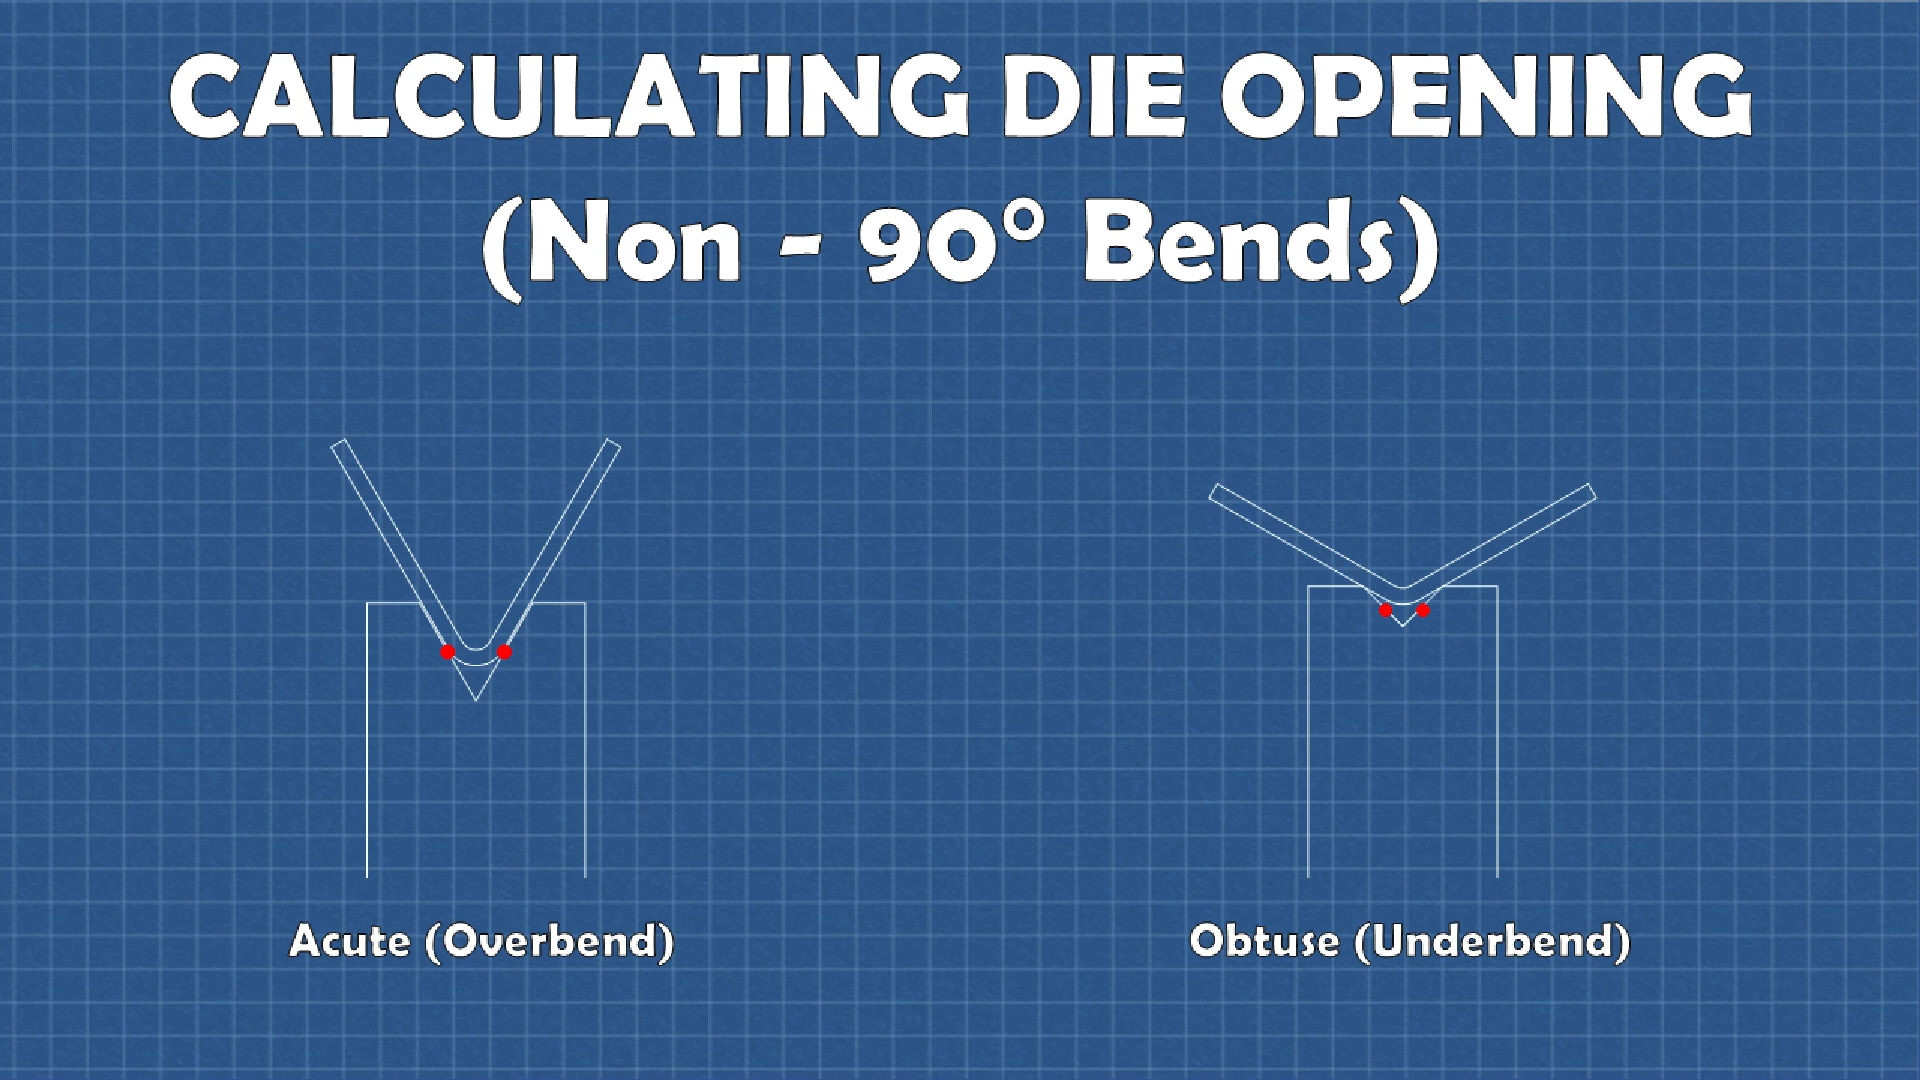 CALCULATING DIE OPENING
(Non - 90° Bends)
Acute (Overbend)
Obtuse (Underbend)